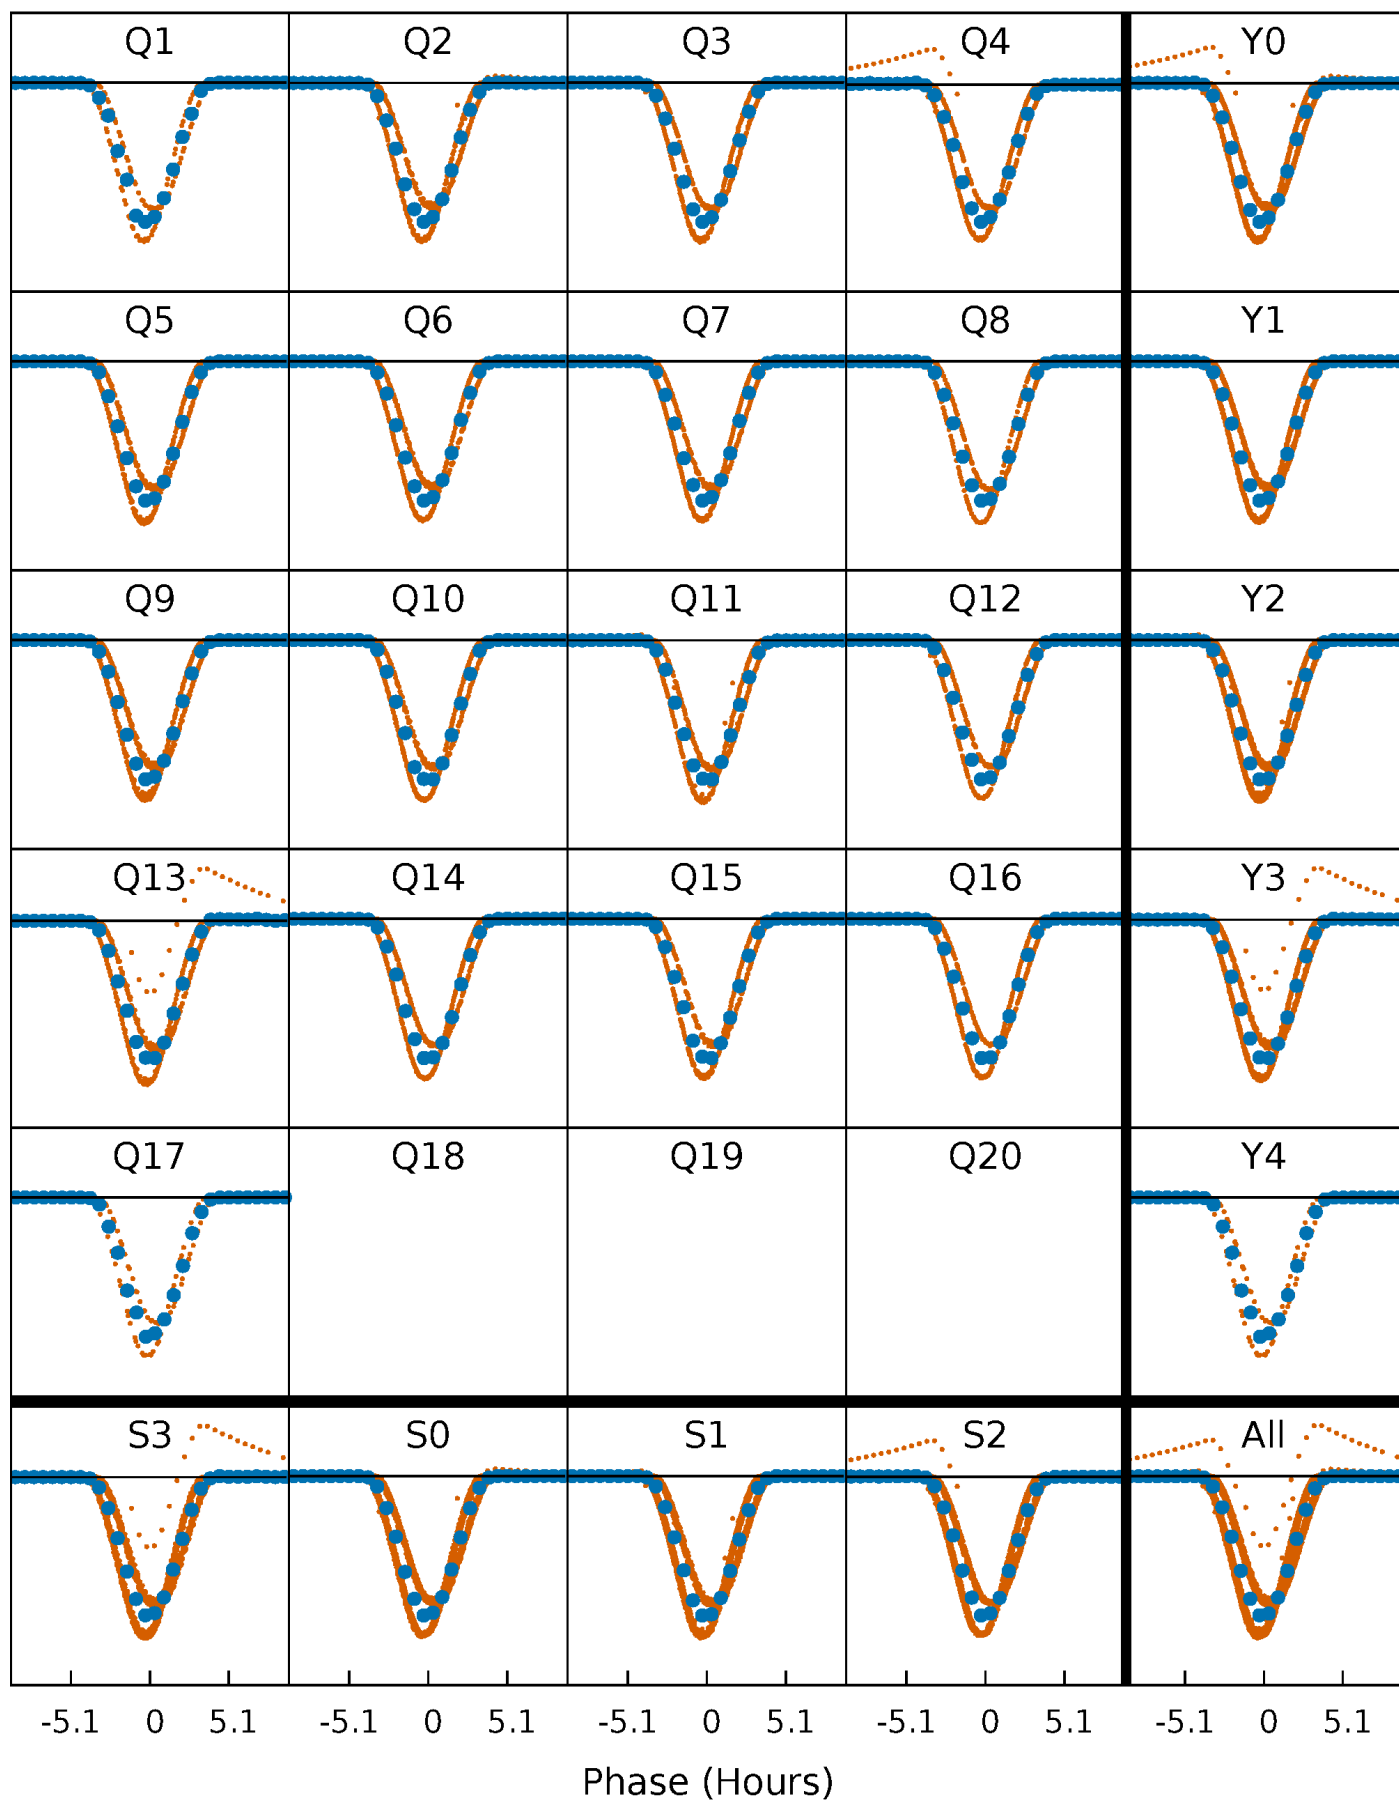 Q1 Q2 Q3 Q4 Y0
Q5 Q6 Q7 Q8 Y1
Q9 Q10 Q11 Q12 Y2
Q13 Q14 Q15 Q16 Y3
Q17 Q18 Q19 Q20 Y4
S3 S0 S1 S2 All
-5.1 0 5.1 -5.1 0 5.1 -5.1 0 5.1 -5.1 0 5.1 -5.1 0 5.1
Phase (Hours)